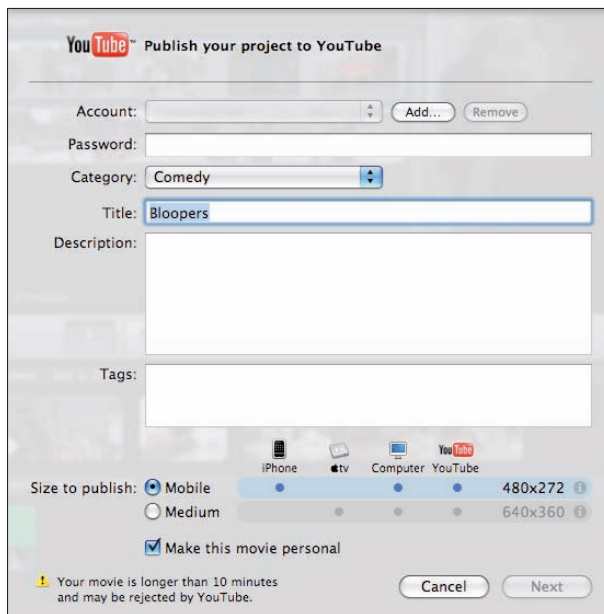 YouTube™ Publish your project to YouTube
Account: Add... Remove
Password:
Category: Comedy
Title: Bloopers
Description:
Tags:
YouTube
iPhone tv Computer YouTube
Size to publish: Mobile 480x272
Medium 640x360
Make this movie personal
Your movie is longer than 10 minutes
and may be rejected by YouTube.
Cancel Next